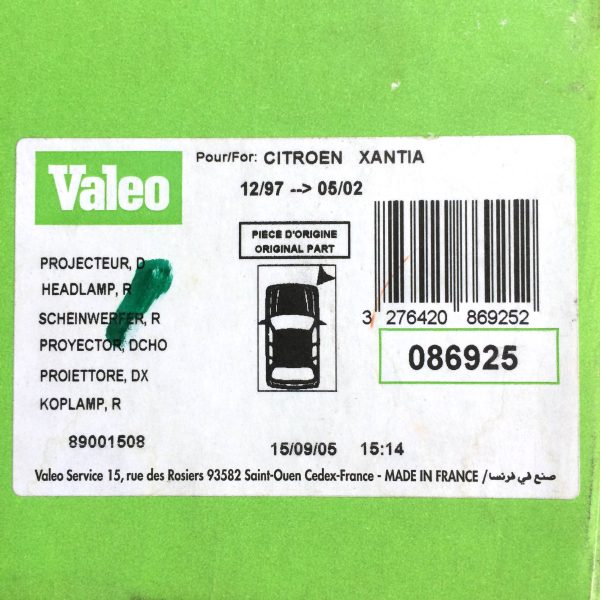 Valeo
Pour/For: CITROEN XANTIA
12/97 --> 05/02
PIECE D'ORIGINE
ORIGINAL PART
PROJECTEUR, D
HEADLAMP, R
SCHEINWERFER, R
PROYECTOR, DCHO
PROIETTORE, DX
KOPLAMP, R
3 276420 869252
086925
89001508
15/09/05 15:14
Valeo Service 15, rue des Rosiers 93582 Saint-Ouen Cedex-France - MADE IN FRANCE / صنع في فرنسا